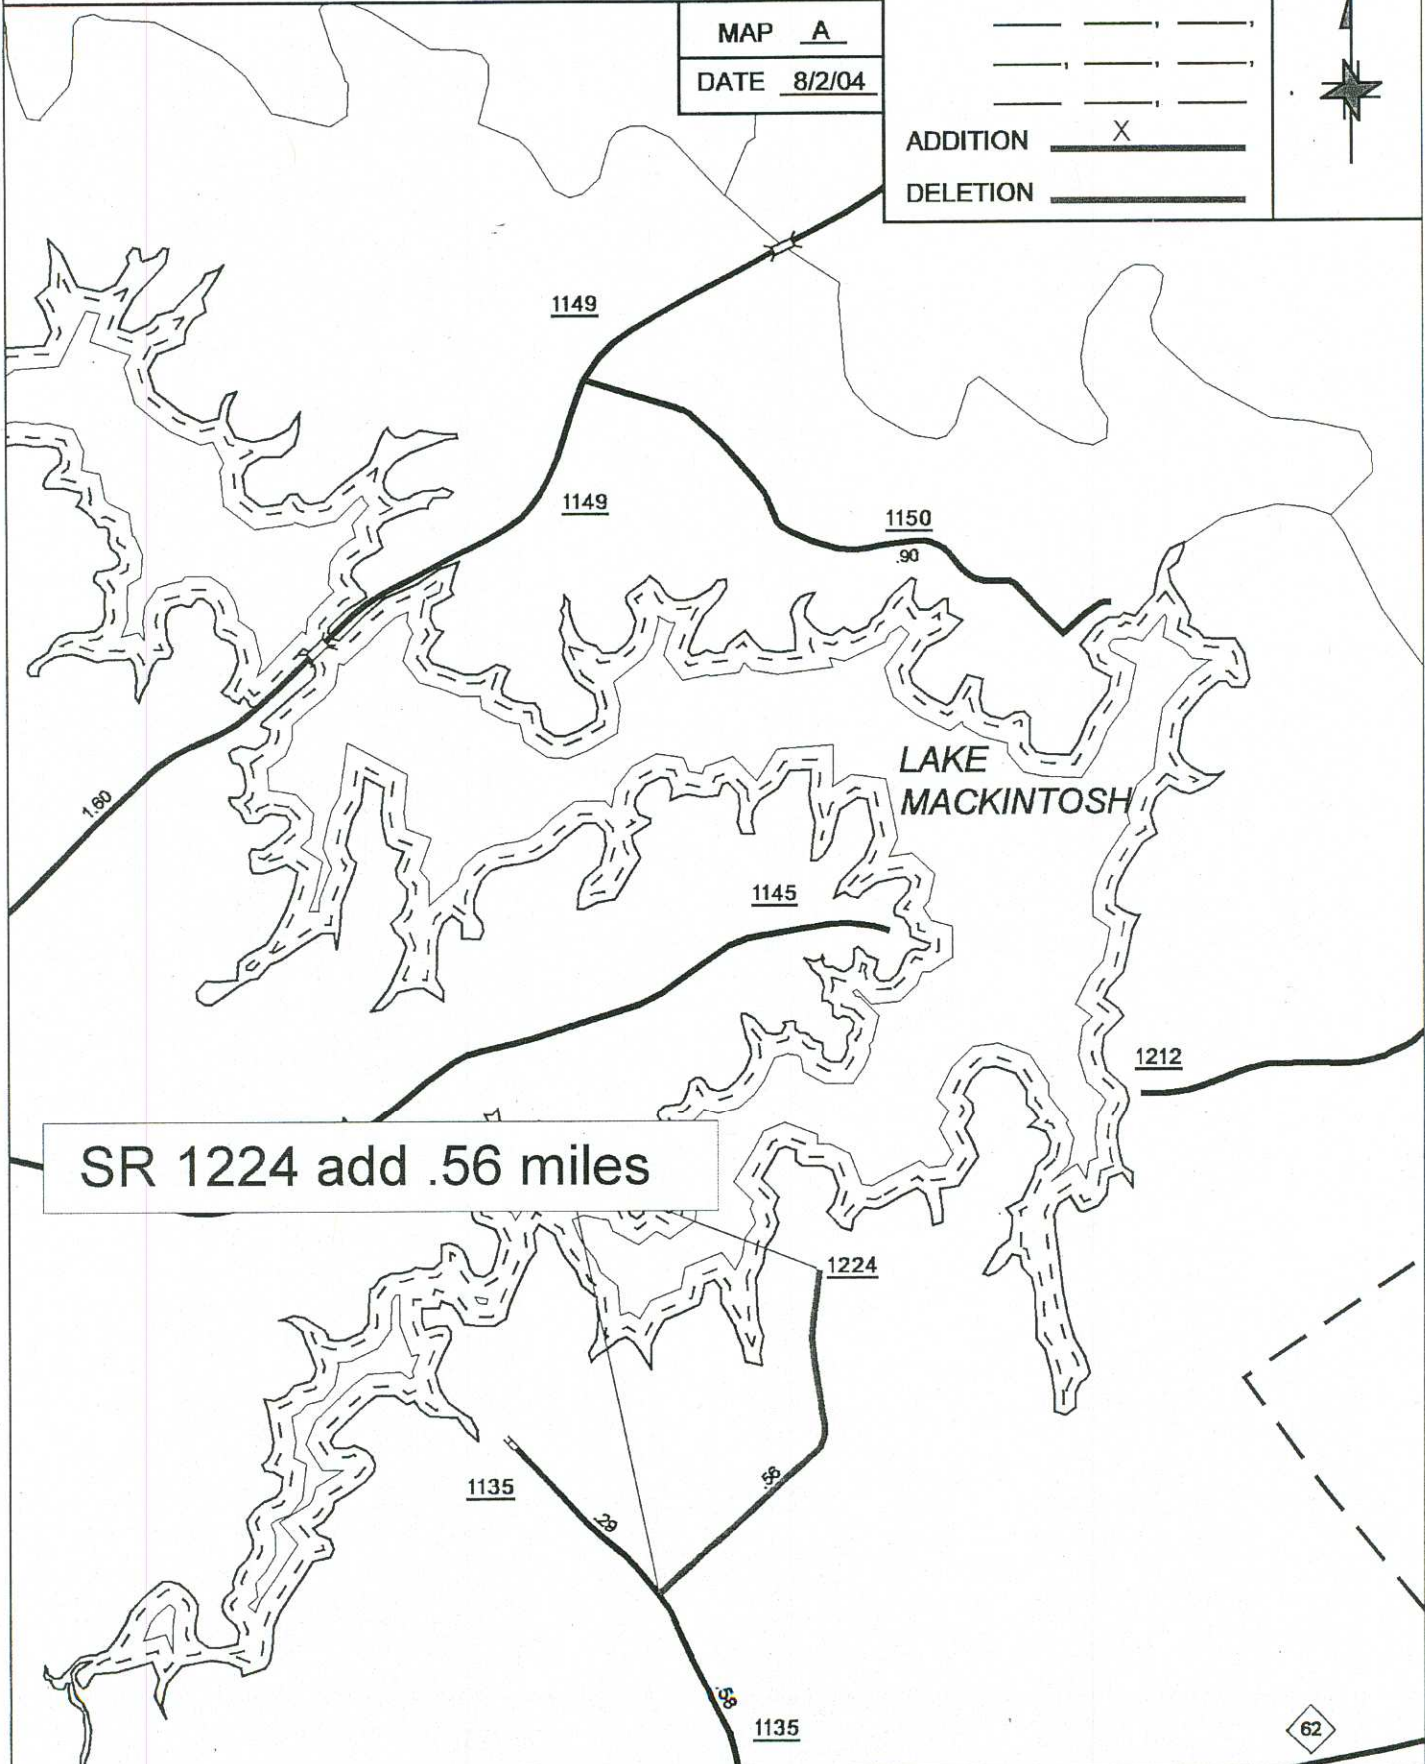 MAP A
DATE 8/2/04
X
ADDITION
DELETION
1149
1149
1150
.90
LAKE
MACKINTOSH
1.60
1145
1212
SR 1224 add .56 miles
1224
.56
1135
.29
.58
1135
62